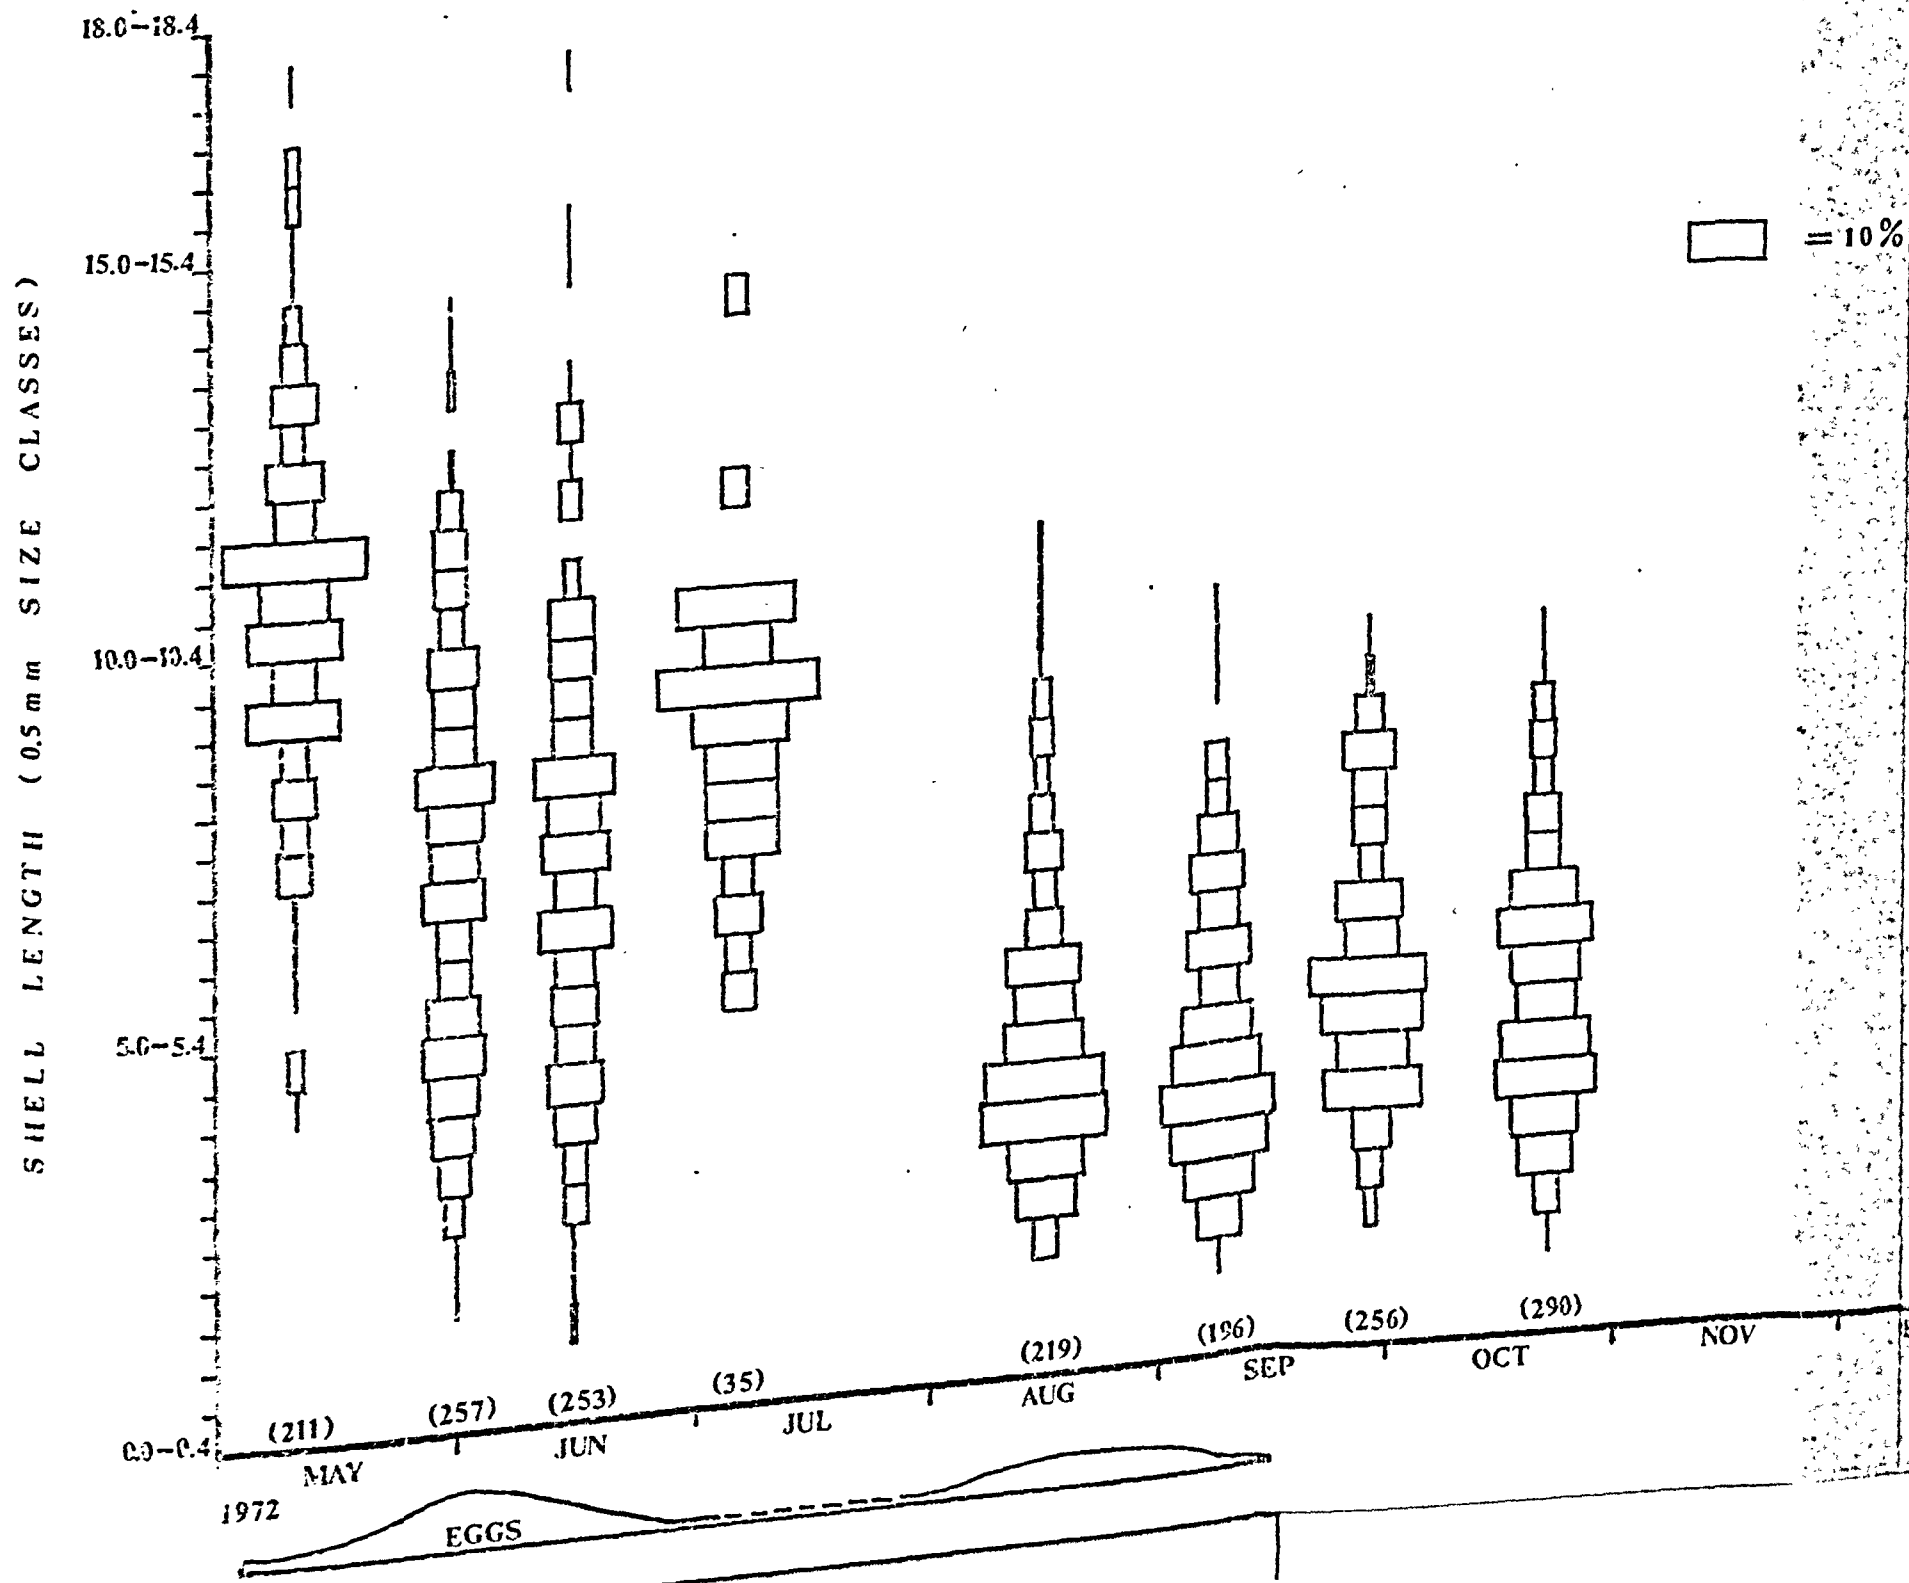 18.0–18.4
15.0–15.4
= 10%
SHELL LENGTH (0.5mm SIZE CLASSES)
10.0–10.4
5.0–5.4
0.0–0.4
(211)
(257)
(253)
(35)
(219)
(196)
(256)
(290)
MAY
JUN
JUL
AUG
SEP
OCT
NOV
1972
EGGS